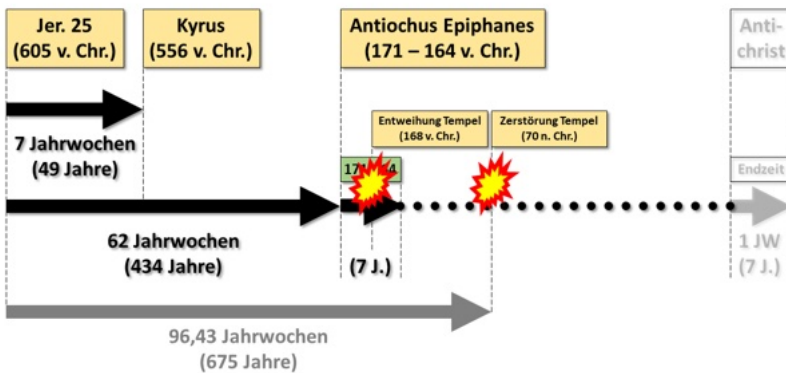 Jer. 25
(605 v. Chr.)
Kyrus
(556 v. Chr.)
Antiochus Epiphanes
(171 – 164 v. Chr.)
Anti-
christ
Entweihung Tempel
(168 v. Chr.)
Zerstörung Tempel
(70 n. Chr.)
7 Jahrwochen
(49 Jahre)
Endzeit
62 Jahrwochen
(434 Jahre)
(7 J.)
1 JW
(7 J.)
96,43 Jahrwochen
(675 Jahre)